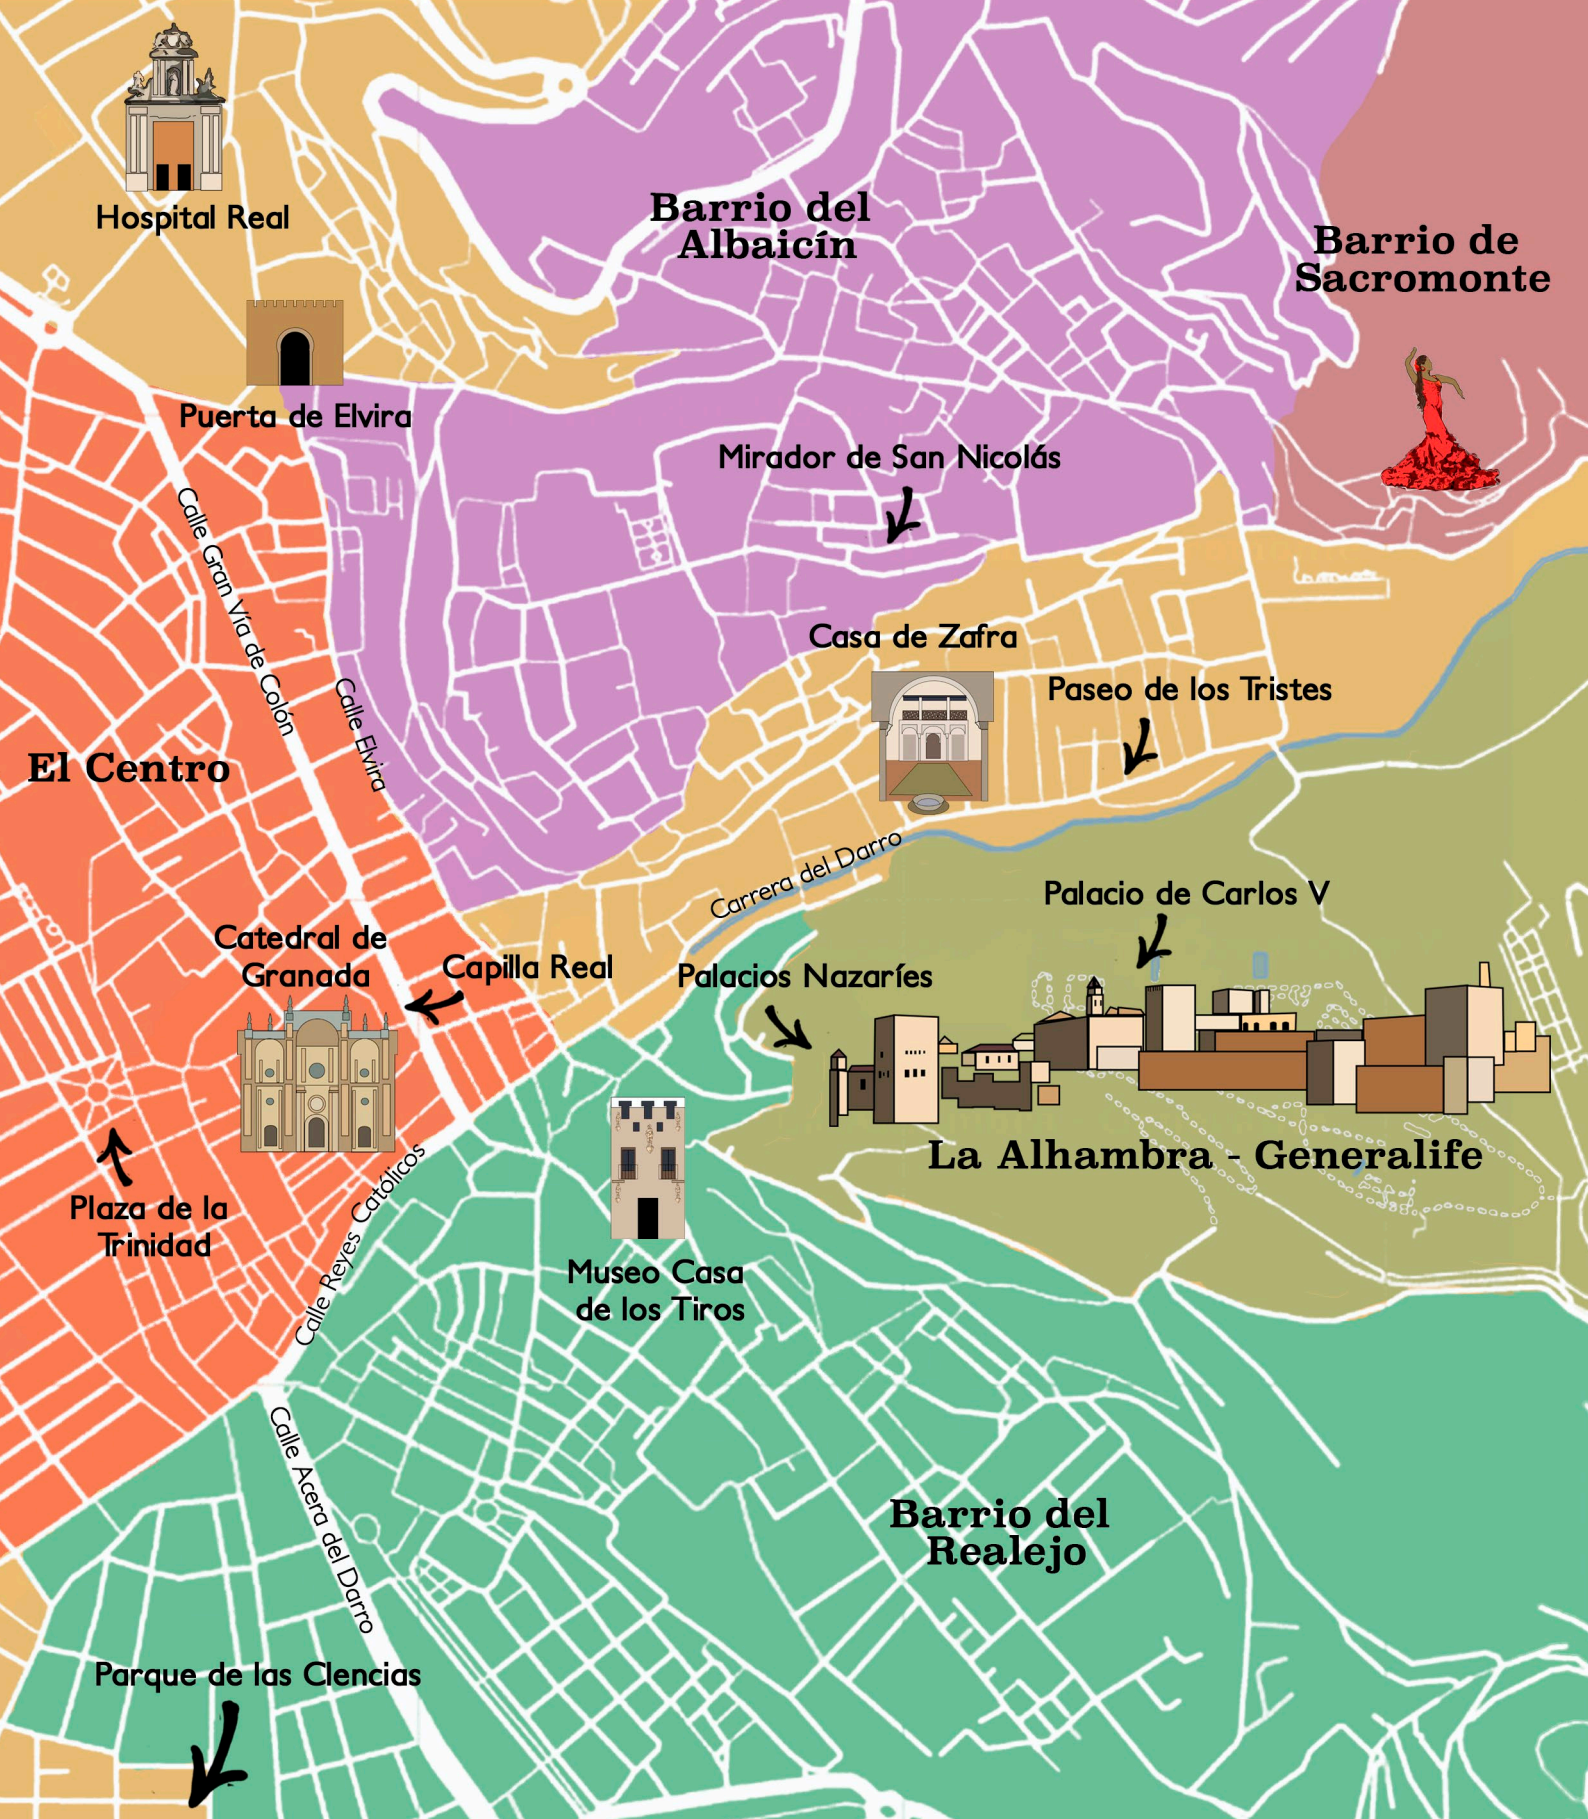 Hospital Real
Barrio del
Albaicín
Barrio de
Sacromonte
Puerta de Elvira
Mirador de San Nicolás
Calle Gran Vía de Colón
Calle Elvira
Casa de Zafra
Paseo de los Tristes
El Centro
Carrera del Darro
Palacio de Carlos V
Catedral de
Granada
Capilla Real
Palacios Nazaríes
La Alhambra - Generalife
Plaza de la
Trinidad
Calle Reyes Católicos
Museo Casa
de los Tiros
Calle Acera del Darro
Barrio del
Realejo
Parque de las CIencias